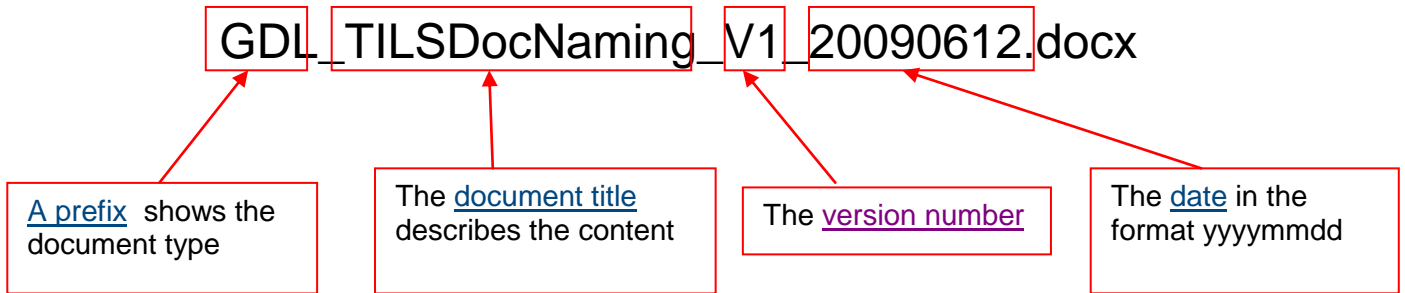 GDL_TILSDocNaming_V1_20090612.docx
A prefix shows the
document type
The document title
describes the content
The version number
The date in the
format yyyymmdd